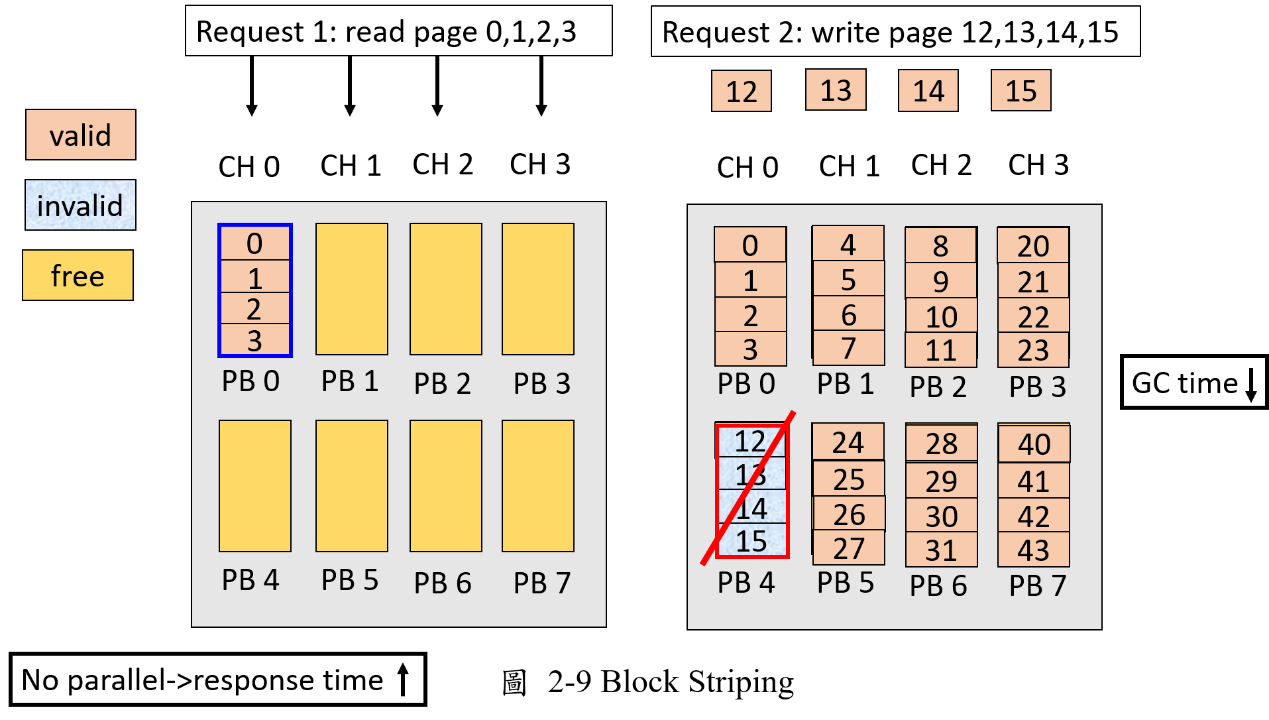 Request 1: read page 0,1,2,3
Request 2: write page 12,13,14,15
12 13 14 15
valid
invalid
free
CH 0 CH 1 CH 2 CH 3
0
1
2
3
PB 0 PB 1 PB 2 PB 3
PB 4 PB 5 PB 6 PB 7
CH 0 CH 1 CH 2 CH 3
0 4 8 20
1 5 9 21
2 6 10 22
3 7 11 23
PB 0 PB 1 PB 2 PB 3
12 24 28 40
13 25 29 41
14 26 30 42
15 27 31 43
PB 4 PB 5 PB 6 PB 7
GC time↓
No parallel->response time ↑
圖 2-9 Block Striping